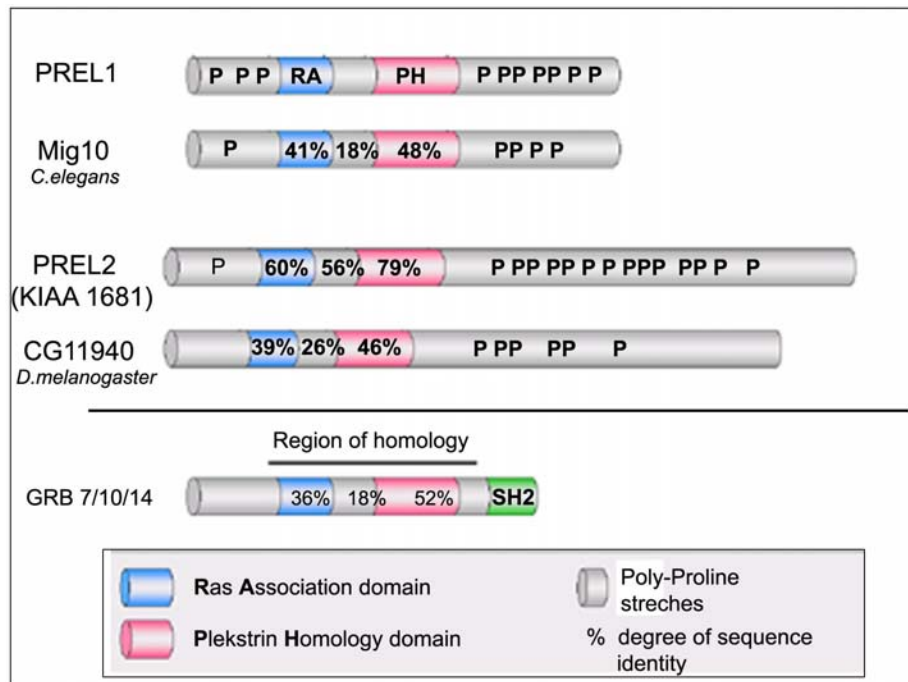 PREL1 P P P RA PH P PP PP P P
Mig10 P 41% 18% 48% PP P P
C.elegans
PREL2 P 60% 56% 79% P PP PP P P PPP PP P P
(KIAA 1681)
CG11940 39% 26% 46% P PP PP P
D.melanogaster
Region of homology
GRB 7/10/14 36% 18% 52% SH2
Ras Association domain
Plekstrin Homology domain
Poly-Proline
streches
% degree of sequence
identity